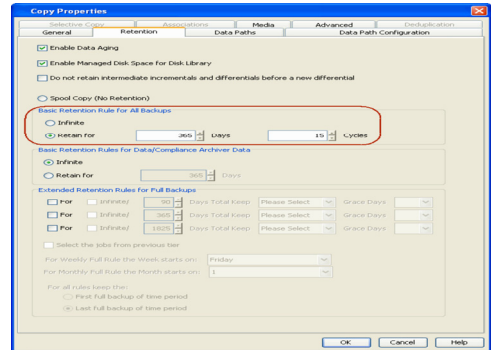 Copy Properties
Selective Copy Associations Media Advanced Deduplication
General Retention Data Paths Data Path Configuration
Enable Data Aging
Enable Managed Disk Space for Disk Library
Do not retain intermediate incrementals and differentials before a new differential
Spool Copy (No Retention)
Basic Retention Rule for All Backups
Infinite
Retain for 365 Days 15 Cycles
Basic Retention Rules for Data/Compliance Archiver Data
Infinite
Retain for 365 Days
Extended Retention Rules for Full Backups
For Infinite/ 90 Days Total Keep Please Select Grace Days
For Infinite/ 365 Days Total Keep Please Select Grace Days
For Infinite/ 1825 Days Total Keep Please Select Grace Days
Select the jobs from previous tier
For Weekly Full Rule the Week starts on: Friday
For Monthly Full Rule the Month starts on: 1
For all rules keep the:
First full backup of time period
Last full backup of time period
OK Cancel Help